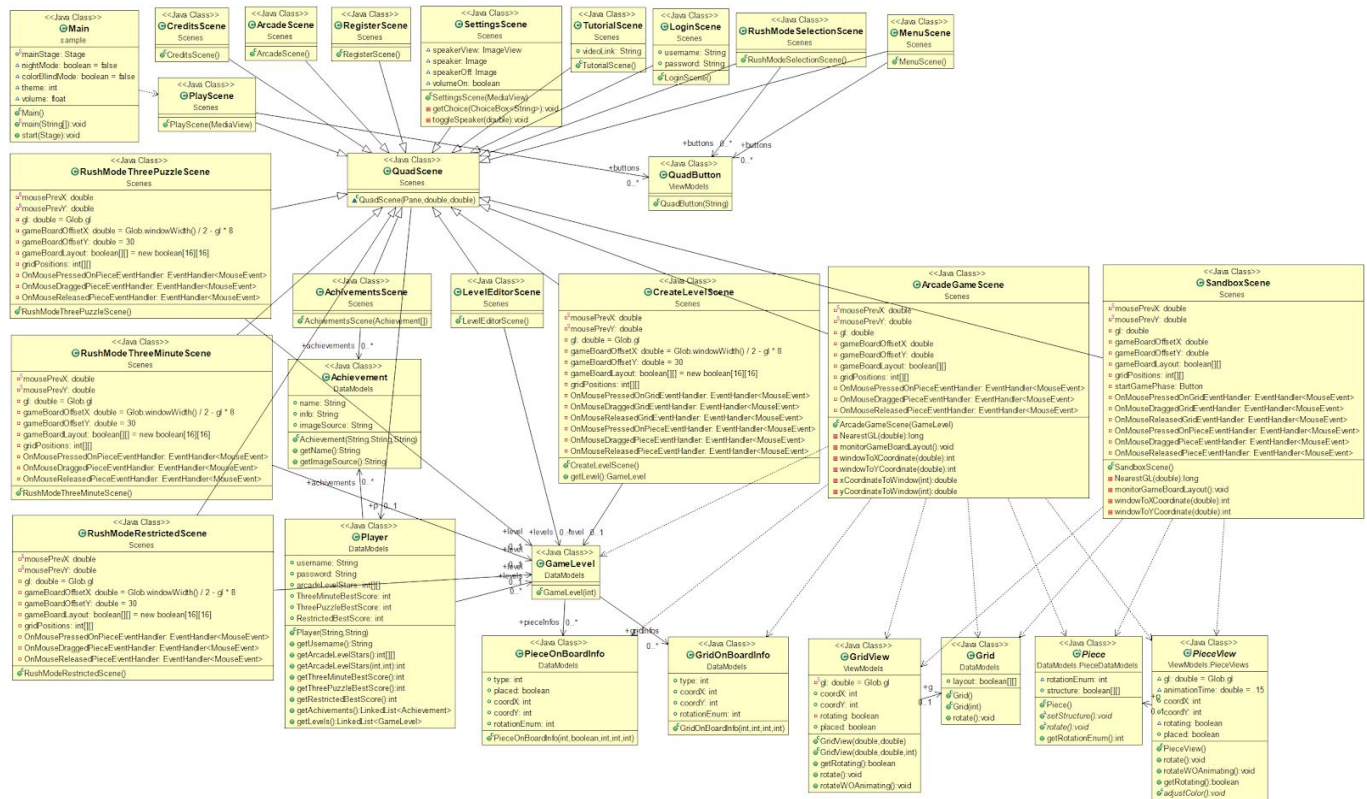 <<Java Class>>
Main
sample
mainStage: Stage
nightMode: boolean = false
colorBlindMode: boolean = false
theme: int
volume: float
Main()
main(String[]):void
start(Stage):void
<<Java Class>>
CreditsScene
Scenes
CreditsScene()
<<Java Class>>
ArcadeScene
Scenes
ArcadeScene()
<<Java Class>>
RegisterScene
Scenes
RegisterScene()
<<Java Class>>
SettingsScene
Scenes
speakerView: ImageView
speaker: Image
speakerOff: Image
volumeOn: boolean
SettingsScene(MediaView)
getChoice(ChoiceBox<String>):void
toggleSpeaker(double):void
<<Java Class>>
TutorialScene
Scenes
videoLink: String
TutorialScene()
<<Java Class>>
LoginScene
Scenes
username: String
password: String
LoginScene()
<<Java Class>>
RushModeSelectionScene
Scenes
RushModeSelectionScene()
<<Java Class>>
MenuScene
Scenes
MenuScene()
<<Java Class>>
PlayScene
Scenes
PlayScene(MediaView)
<<Java Class>>
QuadScene
Scenes
QuadScene(Pane,double,double)
+buttons 0..*
+buttons
0..*
+buttons
0..*
<<Java Class>>
QuadButton
ViewModels
QuadButton(String)
<<Java Class>>
RushModeThreePuzzleScene
Scenes
mousePrevX: double
mousePrevY: double
gl: double = Glob.gl
gameBoardOffsetX: double = Glob.windowWidth() / 2 - gl * 8
gameBoardOffsetY: double = 30
gameBoardLayout: boolean[][] = new boolean[16][16]
gridPositions: int[][]
OnMousePressedOnPieceEventHandler: EventHandler<MouseEvent>
OnMouseDraggedPieceEventHandler: EventHandler<MouseEvent>
OnMouseReleasedPieceEventHandler: EventHandler<MouseEvent>
RushModeThreePuzzleScene()
<<Java Class>>
RushModeThreeMinuteScene
Scenes
mousePrevX: double
mousePrevY: double
gl: double = Glob.gl
gameBoardOffsetX: double = Glob.windowWidth() / 2 - gl * 8
gameBoardOffsetY: double = 30
gameBoardLayout: boolean[][] = new boolean[16][16]
gridPositions: int[][]
OnMousePressedOnPieceEventHandler: EventHandler<MouseEvent>
OnMouseDraggedPieceEventHandler: EventHandler<MouseEvent>
OnMouseReleasedPieceEventHandler: EventHandler<MouseEvent>
RushModeThreeMinuteScene()
<<Java Class>>
RushModeRestrictedScene
Scenes
mousePrevX: double
mousePrevY: double
gl: double = Glob.gl
gameBoardOffsetX: double = Glob.windowWidth() / 2 - gl * 8
gameBoardOffsetY: double = 30
gameBoardLayout: boolean[][] = new boolean[16][16]
gridPositions: int[][]
OnMousePressedOnPieceEventHandler: EventHandler<MouseEvent>
OnMouseDraggedPieceEventHandler: EventHandler<MouseEvent>
OnMouseReleasedPieceEventHandler: EventHandler<MouseEvent>
RushModeRestrictedScene()
<<Java Class>>
AchivementsScene
Scenes
AchivementsScene(Achievement[])
+achievements 0..*
<<Java Class>>
Achievement
DataModels
name: String
info: String
imageSource: String
Achievement(String,String,String)
getName():String
getImageSource():String
+achievements 0..*
+p 0..1
<<Java Class>>
Player
DataModels
username: String
password: String
arcadeLevelStars: int[][]
ThreeMinuteBestScore: int
ThreePuzzleBestScore: int
RestrictedBestScore: int
Player(String,String)
getUsername():String
getArcadeLevelStars():int[][]
getArcadeLevelStars(int,int):int
getThreeMinuteBestScore():int
getThreePuzzleBestScore():int
getRestrictedBestScore():int
getAchivements():LinkedList<Achievement>
getLevels():LinkedList<GameLevel>
<<Java Class>>
LevelEditorScene
Scenes
LevelEditorScene()
<<Java Class>>
CreateLevelScene
Scenes
mousePrevX: double
mousePrevY: double
gl: double = Glob.gl
gameBoardOffsetX: double = Glob.windowWidth() / 2 - gl * 8
gameBoardOffsetY: double = 30
gameBoardLayout: boolean[][] = new boolean[16][16]
gridPositions: int[][]
OnMousePressedOnGridEventHandler: EventHandler<MouseEvent>
OnMouseDraggedGridEventHandler: EventHandler<MouseEvent>
OnMouseReleasedGridEventHandler: EventHandler<MouseEvent>
OnMousePressedOnPieceEventHandler: EventHandler<MouseEvent>
OnMouseDraggedPieceEventHandler: EventHandler<MouseEvent>
OnMouseReleasedPieceEventHandler: EventHandler<MouseEvent>
CreateLevelScene()
getLevel():GameLevel
<<Java Class>>
ArcadeGameScene
Scenes
mousePrevX: double
mousePrevY: double
gl: double
gameBoardOffsetX: double
gameBoardOffsetY: double
gameBoardLayout: boolean[][]
gridPositions: int[][]
OnMousePressedOnPieceEventHandler: EventHandler<MouseEvent>
OnMouseDraggedPieceEventHandler: EventHandler<MouseEvent>
OnMouseReleasedPieceEventHandler: EventHandler<MouseEvent>
ArcadeGameScene(GameLevel)
NearestGL(double):long
monitorGameBoardLayout():void
windowToXCoordinate(double):int
windowToYCoordinate(double):int
xCoordinateToWindow(int):double
yCoordinateToWindow(int):double
<<Java Class>>
SandboxScene
Scenes
mousePrevX: double
mousePrevY: double
gl: double
gameBoardOffsetX: double
gameBoardOffsetY: double
gameBoardLayout: boolean[][]
gridPositions: int[][]
startGamePhase: Button
OnMousePressedOnGridEventHandler: EventHandler<MouseEvent>
OnMouseDraggedGridEventHandler: EventHandler<MouseEvent>
OnMouseReleasedGridEventHandler: EventHandler<MouseEvent>
OnMousePressedOnPieceEventHandler: EventHandler<MouseEvent>
OnMouseDraggedPieceEventHandler: EventHandler<MouseEvent>
OnMouseReleasedPieceEventHandler: EventHandler<MouseEvent>
SandboxScene()
NearestGL(double):long
monitorGameBoardLayout():void
windowToXCoordinate(double):int
windowToYCoordinate(double):int
+level +levels 0..* level 0..1
+level
+level
+levels
0..1
0..*
<<Java Class>>
GameLevel
DataModels
GameLevel(int)
+pieceInfos
0..*
+gridInfos
0..*
<<Java Class>>
PieceOnBoardInfo
DataModels
type: int
placed: boolean
coordX: int
coordY: int
rotationEnum: int
PieceOnBoardInfo(int,boolean,int,int,int)
<<Java Class>>
GridOnBoardInfo
DataModels
type: int
coordX: int
coordY: int
rotationEnum: int
GridOnBoardInfo(int,int,int,int)
<<Java Class>>
GridView
ViewModels
gl: double = Glob.gl
coordX: int
coordY: int
rotating: boolean
placed: boolean
GridView(double,double)
GridView(double,double,int)
getRotating():boolean
rotate():void
rotateWOAnimating():void
+g
0..1
<<Java Class>>
Grid
DataModels
layout: boolean[][]
Grid()
Grid(int)
rotate():void
<<Java Class>>
Piece
DataModels.PieceDataModels
rotationEnum: int
structure: boolean[][]
Piece()
setStructure():void
rotate():void
getRotationEnum():int
+g
0..1
<<Java Class>>
PieceView
ViewModels.PieceViews
gl: double = Glob.gl
animationTime: double = .15
coordX: int
coordY: int
rotating: boolean
placed: boolean
PieceView()
rotate():void
rotateWOAnimating():void
getRotating():boolean
adjustColor():void